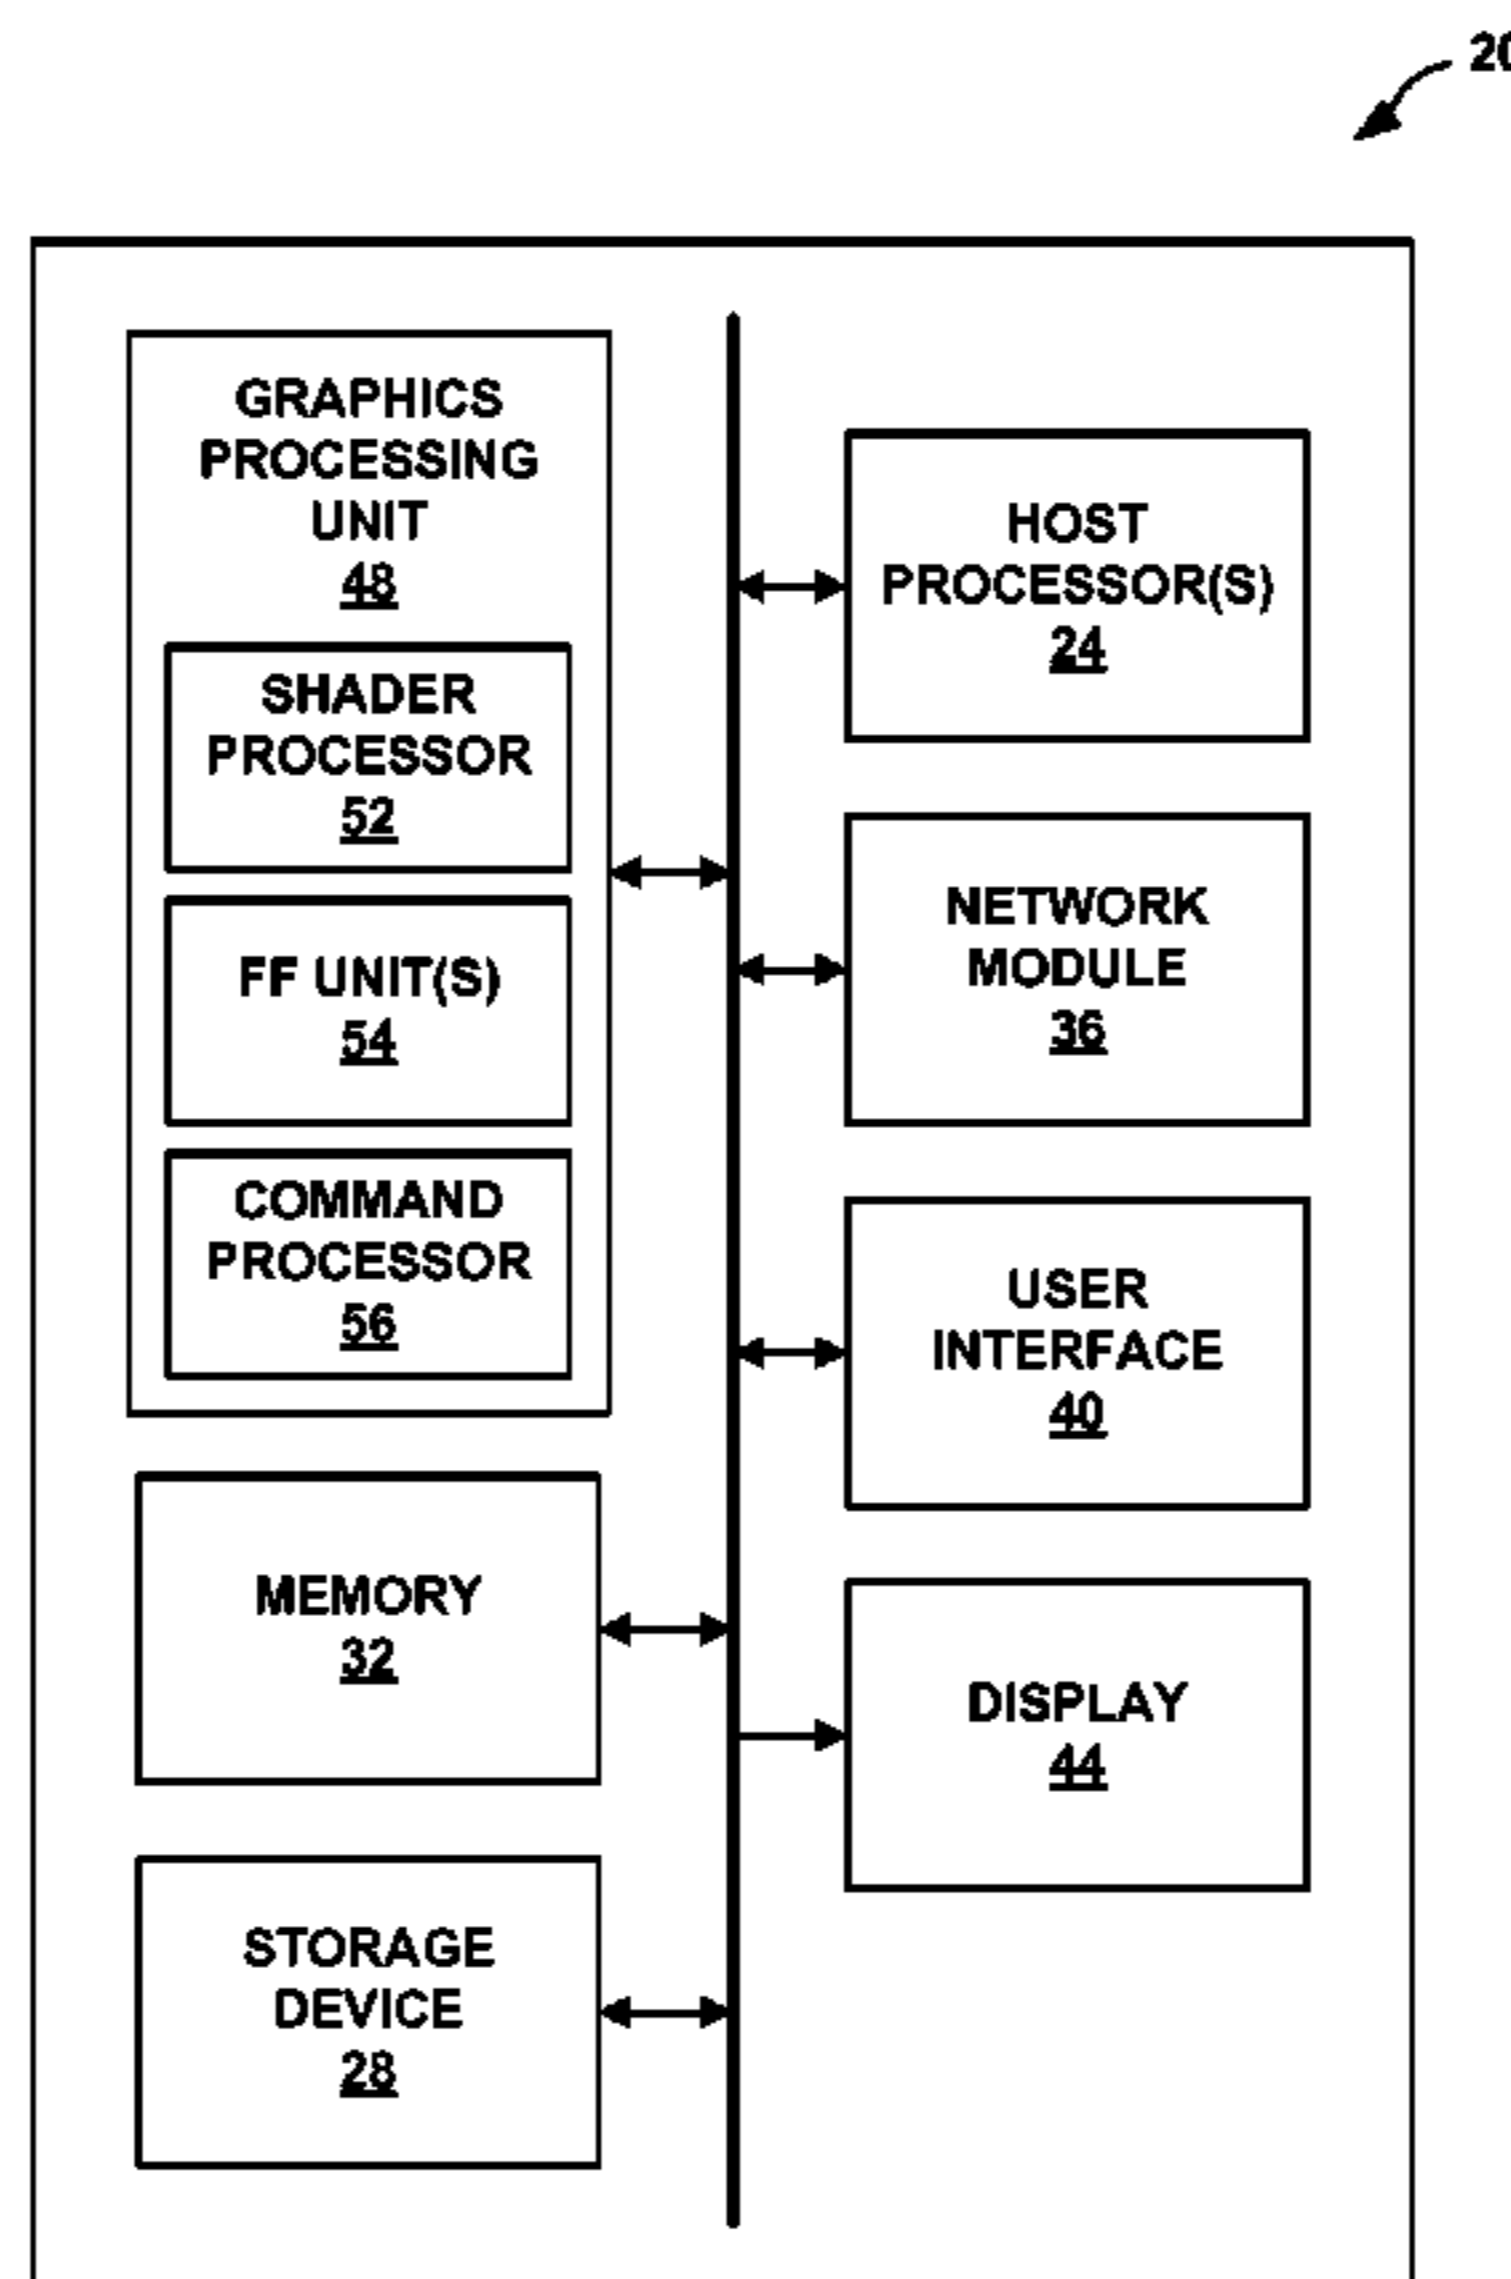 20
GRAPHICS
PROCESSING
UNIT
48
SHADER
PROCESSOR
52
FF UNIT(S)
54
COMMAND
PROCESSOR
56
MEMORY
32
STORAGE
DEVICE
28
HOST
PROCESSOR(S)
24
NETWORK
MODULE
36
USER
INTERFACE
40
DISPLAY
44